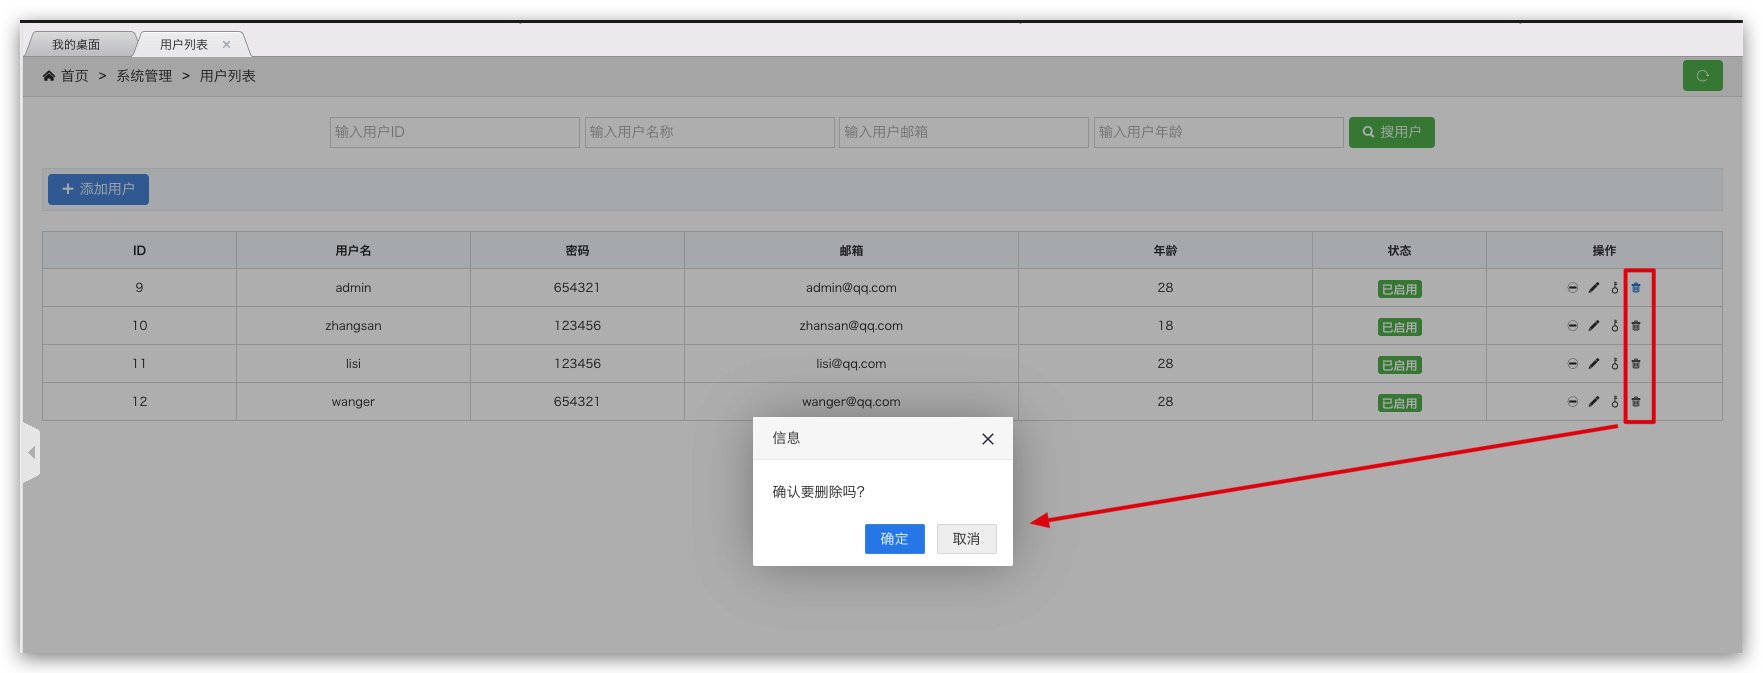 我的桌面 用户列表
首页 > 系统管理 > 用户列表
输入用户ID 输入用户名称 输入用户邮箱 输入用户年龄 搜用户
添加用户
ID 用户名 密码 邮箱 年龄 状态 操作
9 admin 654321 admin@qq.com 28 已启用
10 zhangsan 123456 zhansan@qq.com 18 已启用
11 lisi 123456 lisi@qq.com 28 已启用
12 wanger 654321 wanger@qq.com 28 已启用
信息
确认要删除吗?
确定 取消